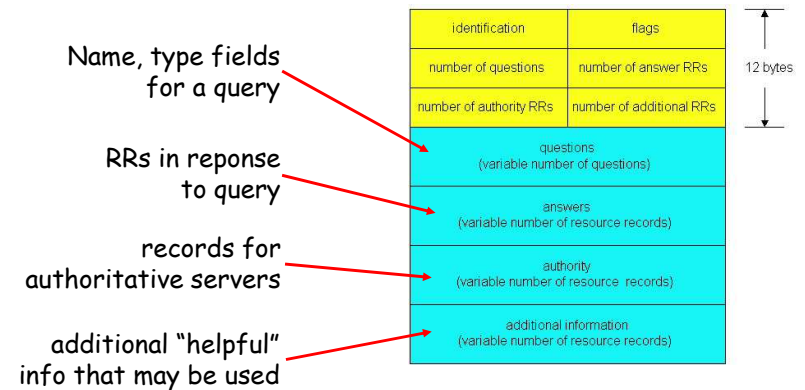 Name, type fields
for a query
RRs in reponse
to query
records for
authoritative servers
additional “helpful”
info that may be used
identification
flags
number of questions
number of answer RRs
number of authority RRs
number of additional RRs
12 bytes
questions
(variable number of questions)
answers
(variable number of resource records)
authority
(variable number of resource records)
additional information
(variable number of resource records)